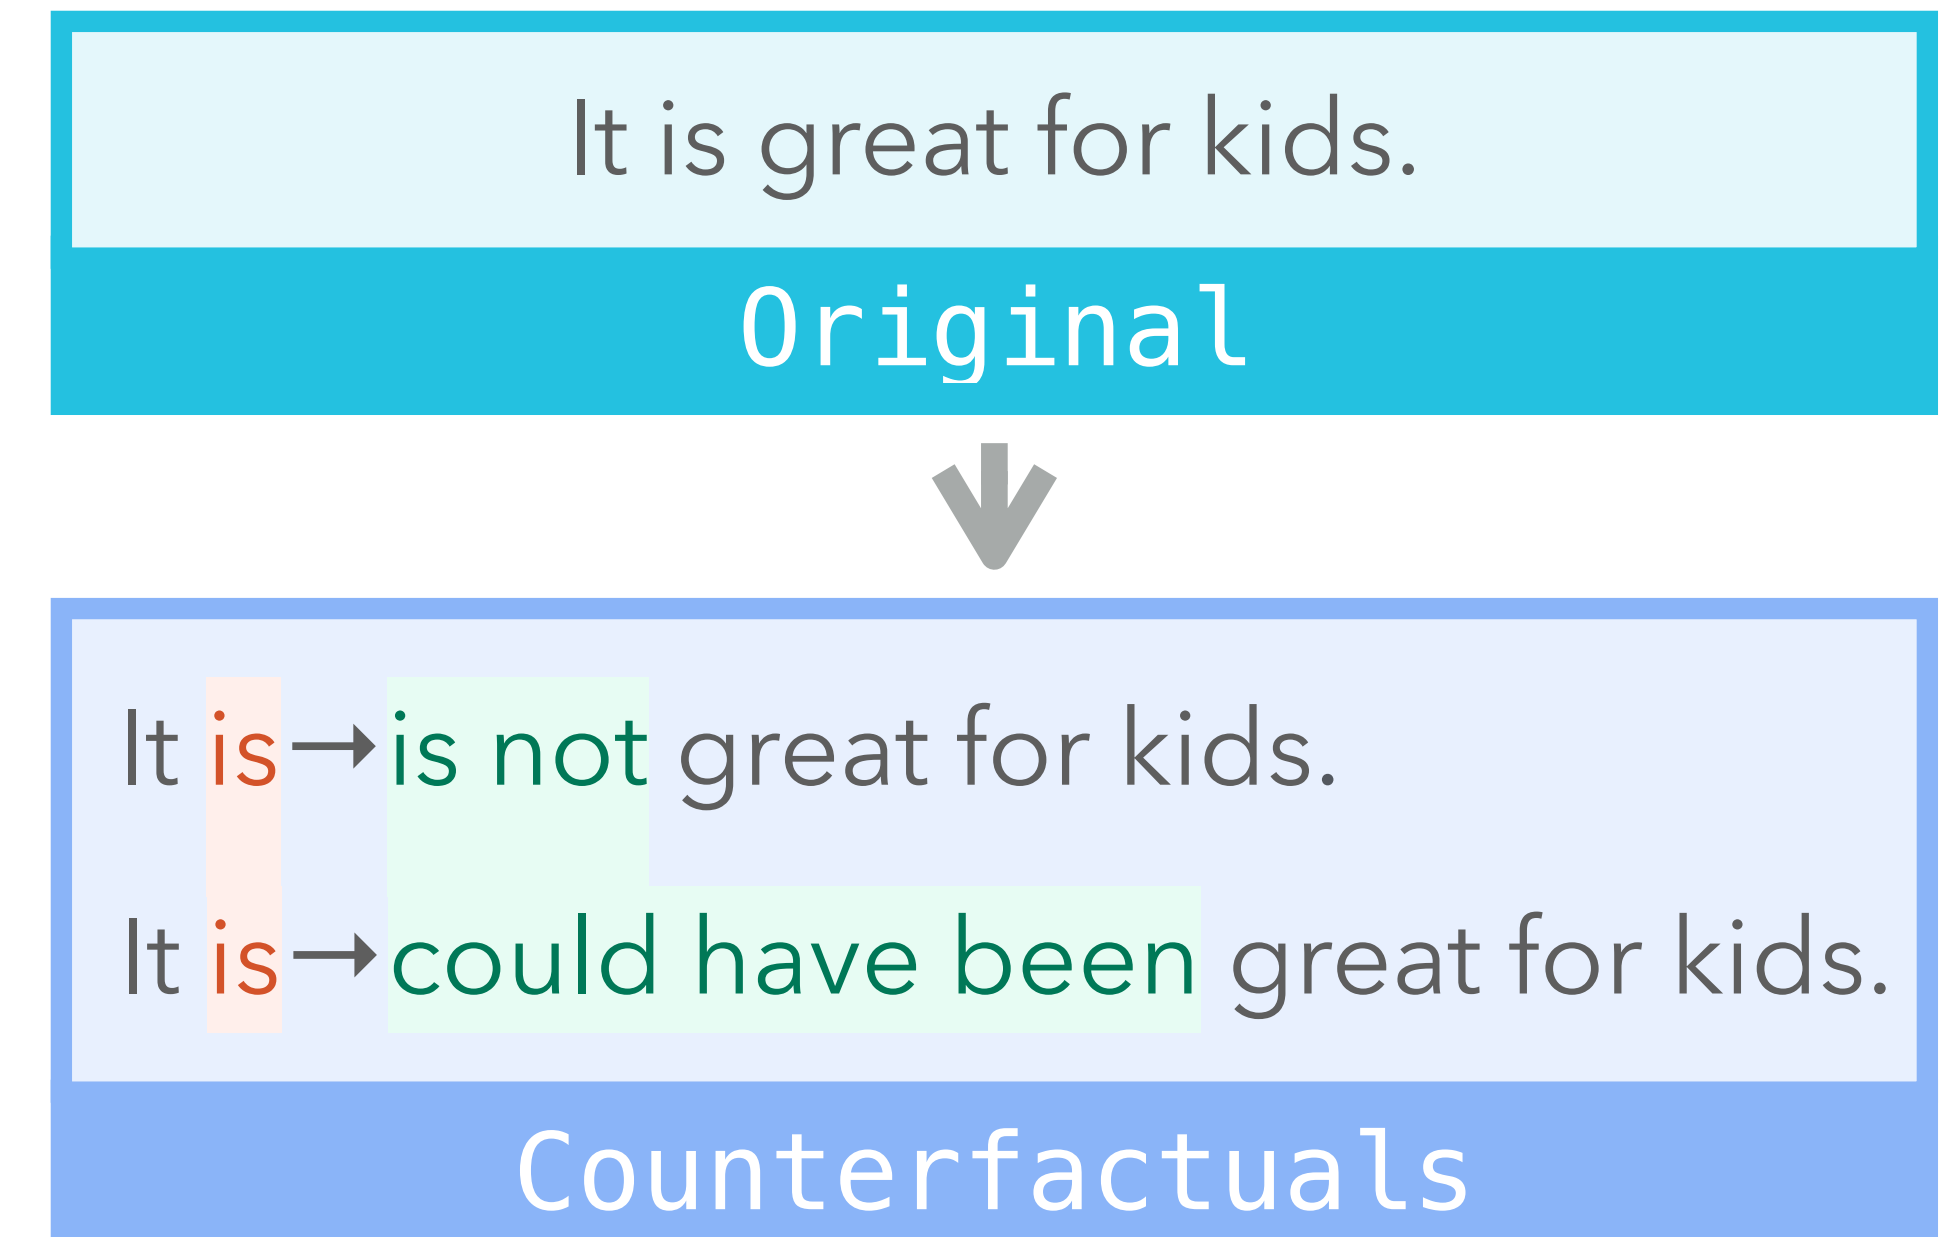 It is great for kids.
Original
It is→is not great for kids.
It is→could have been great for kids.
Counterfactuals